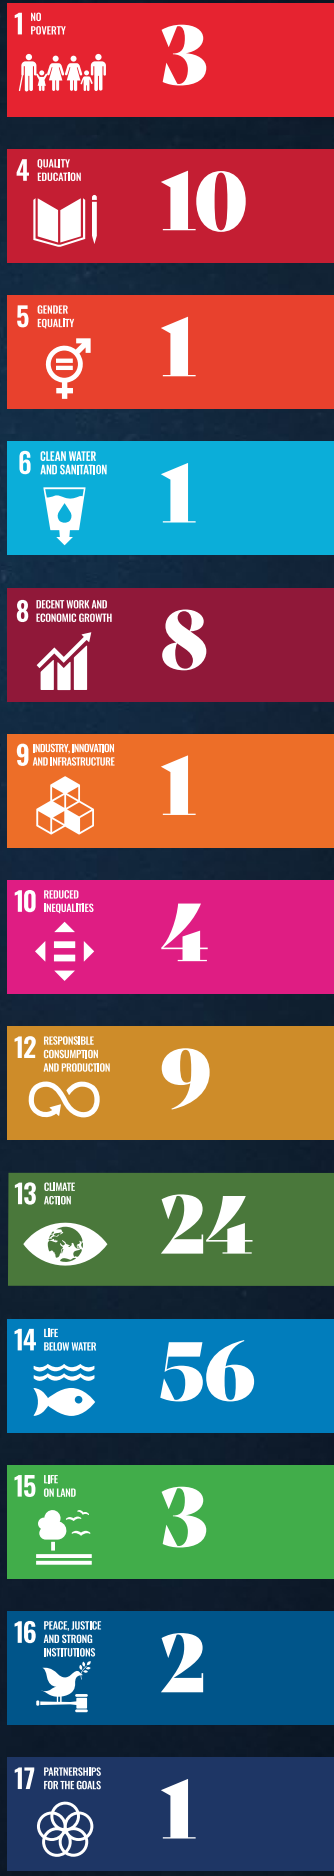 1 NO
POVERTY
3
4 QUALITY
EDUCATION
10
5 GENDER
EQUALITY
1
6 CLEAN WATER
AND SANITATION
1
8 DECENT WORK AND
ECONOMIC GROWTH
8
9 INDUSTRY, INNOVATION
AND INFRASTRUCTURE
1
10 REDUCED
INEQUALITIES
4
12 RESPONSIBLE
CONSUMPTION
AND PRODUCTION
9
13 CLIMATE
ACTION
24
14 LIFE
BELOW WATER
56
15 LIFE
ON LAND
3
16 PEACE, JUSTICE
AND STRONG
INSTITUTIONS
2
17 PARTNERSHIPS
FOR THE GOALS
1